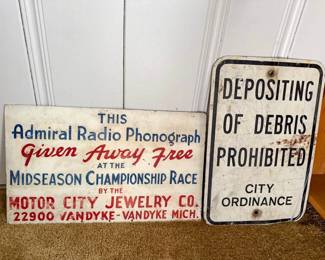 THIS
Admiral Radio Phonograph
Given Away Free
AT THE
MIDSEASON CHAMPIONSHIP RACE
BY THE
MOTOR CITY JEWELRY CO.
22900 VANDYKE-VANDYKE MICH.
DEPOSITING
OF DEBRIS
PROHIBITED
CITY
ORDINANCE